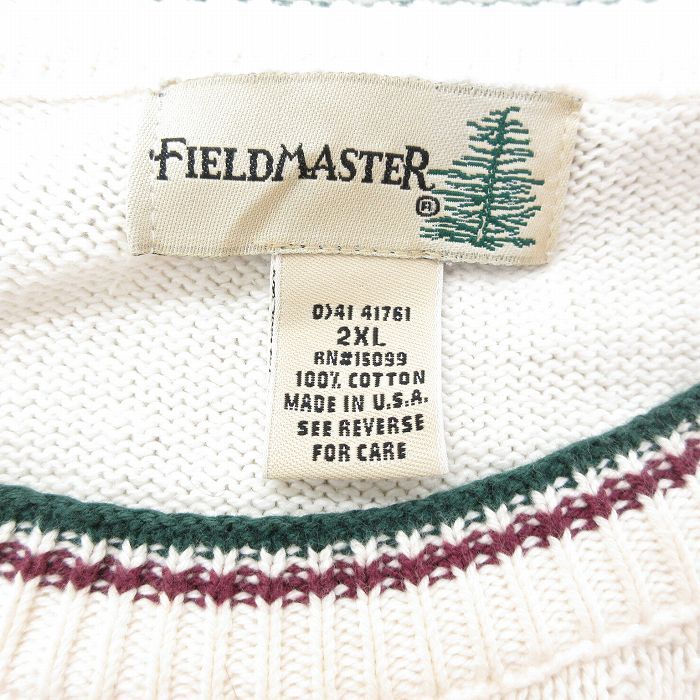 FIELDMASTER®
0)41 41761
2XL
RN#15099
100% COTTON
MADE IN U.S.A.
SEE REVERSE
FOR CARE